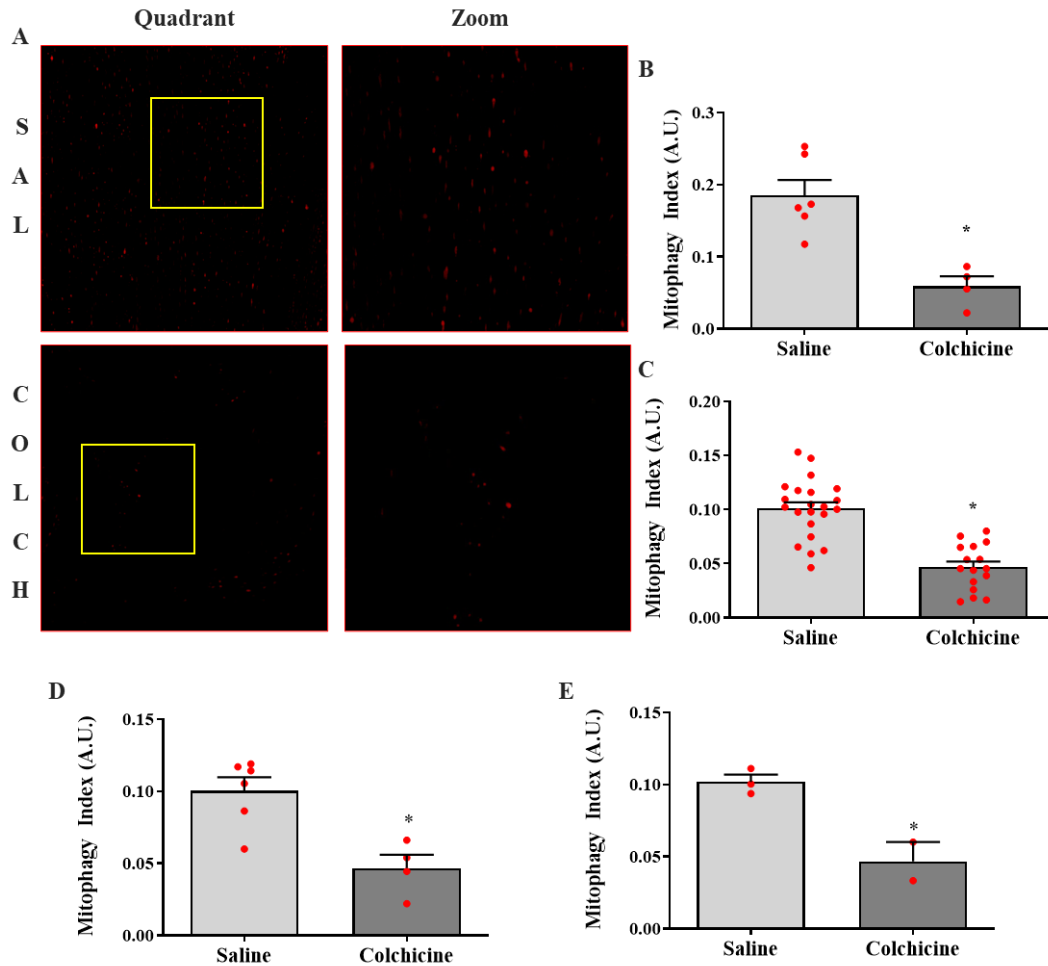 Quadrant Zoom
A
S
A
L
C
O
L
C
H
B
Mitophagy Index (A.U.)
0.3
0.2
0.1
0.0
Saline Colchicine
*
C
Mitophagy Index (A.U.)
0.20
0.15
0.10
0.05
0.00
Saline Colchicine
*
D
Mitophagy Index (A.U.)
0.15
0.10
0.05
0.00
Saline Colchicine
*
E
Mitophagy Index (A.U.)
0.15
0.10
0.05
0.00
Saline Colchicine
*